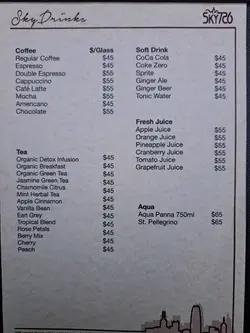 Sky Drinks
SKY726
Coffee $/Glass
Regular Coffee $45
Espresso $45
Double Espresso $55
Cappuccino $55
Café Latte $55
Mocha $55
Americano $45
Chocolate $55
Soft Drink
CoCa Cola $45
Coke Zero $45
Sprite $45
Ginger Ale $45
Ginger Beer $45
Tonic Water $45
Fresh Juice
Apple Juice $55
Orange Juice $55
Pineapple Juice $55
Cranberry Juice $55
Tomato Juice $55
Grapefruit Juice $55
Tea
Organic Detox Infusion $45
Organic Breakfast $45
Organic Green Tea $45
Jasmine Green Tea $45
Chamomile Citrus $45
Mint Herbal Tea $45
Apple Cinnamon $45
Vanilla Bean $45
Earl Grey $45
Tropical Blend $45
Rose Petals $45
Berry Mix $45
Cherry $45
Peach $45
Aqua
Aqua Panna 750ml $65
St. Pellegrino $65